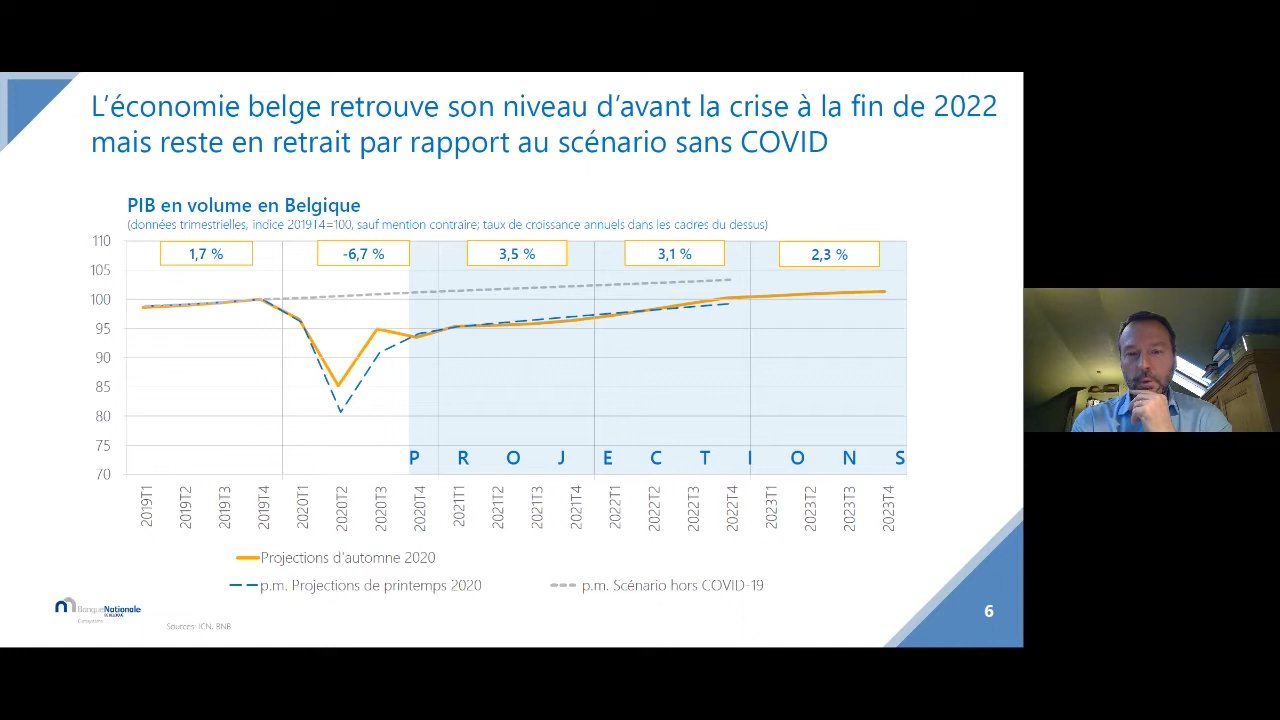 L'économie belge retrouve son niveau d'avant la crise à la fin de 2022
mais reste en retrait par rapport au scénario sans COVID
PIB en volume en Belgique
(données trimestrielles, indice 2019T4=100, sauf mention contraire; taux de croissance annuels dans les cadres du dessus)
110
105
100
95
90
85
80
75
70
1,7 %
-6,7 %
3,5 %
3,1 %
2,3 %
P R O J E C T I O N S
2019T1
2019T2
2019T3
2019T4
2020T1
2020T2
2020T3
2020T4
2021T1
2021T2
2021T3
2021T4
2022T1
2022T2
2022T3
2022T4
2023T1
2023T2
2023T3
2023T4
Projections d'automne 2020
p.m. Projections de printemps 2020
p.m. Scénario hors COVID-19
BanqueNationale
DE BELGIQUE
Eurosystème
Sources: ICN, BNB
6